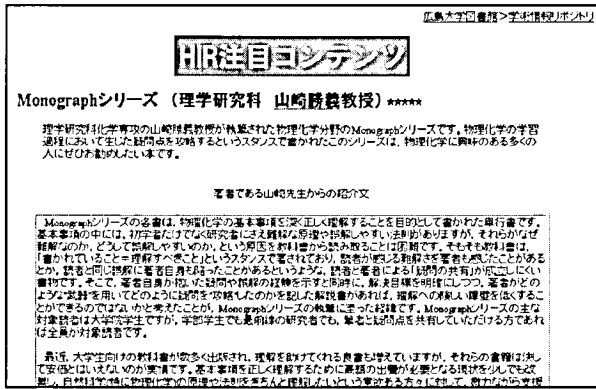 広島大学図書館>学術情報リポジトリ
HiR注目コンテンツ
Monographシリーズ (理学研究科 山崎勝義教授)★★★★★
理学研究科化学専攻の山崎勝義教授が執筆された物理化学分野のMonographシリーズです。物理化学の学習
過程において生じた疑問点を攻略するというスタンスで書かれたこのシリーズは、物理化学に興味のある多くの
人にぜひお勧めしたい本です。
著者である山崎先生からの紹介文
Monographシリーズの各書は、物理化学の基本事項を深く正しく理解することを目的として書かれた単行書です。
基本事項の中には、初学者だけでなく研究者にさえ難解な原理や誤解しやすい法則がありますが、それらがなぜ
難解なのか、どうして誤解しやすいのか、という原因を教科書から読み取ることは困難です。そもそも教科書は、
「書かれていること=理解すべきこと」というスタンスで著されており、読者が感じる難解さを著者も感じたことがある
とか、読者と同じ誤解に著者自身も陥ったことがあるというような、読者と著者による「疑問の共有」が成立しにくい
書物です。そこで、著者自身が抱いた疑問や誤解の経験を示すと同時に、解決目標を明確にしつつ、著者がどの
ような"武器"を用いてどのように疑問を"攻略"したのかを記した解説書があれば、理解への険しい障壁を低くするこ
とができるのではないかと考えたことが、Monographシリーズの執筆に至った経緯です。Monographシリーズの主な
対象読者は大学院学生ですが、学部学生でも最前線の研究者でも、筆者と疑問点を共有していただける方であれ
ば全員が対象読者です。
最近、大学生向けの教科書が数多く出版され、理解を助けてくれる良書も増えていますが、それらの書籍は決し
て安価とはいえないのが実情です。基本事項を正しく理解するために高額の出費が必要となる現状を少しでも改
善し、自然科学(特に物理化学)の原理や法則をきちんと理解したいという意欲ある方々に対して、微力ながら支援